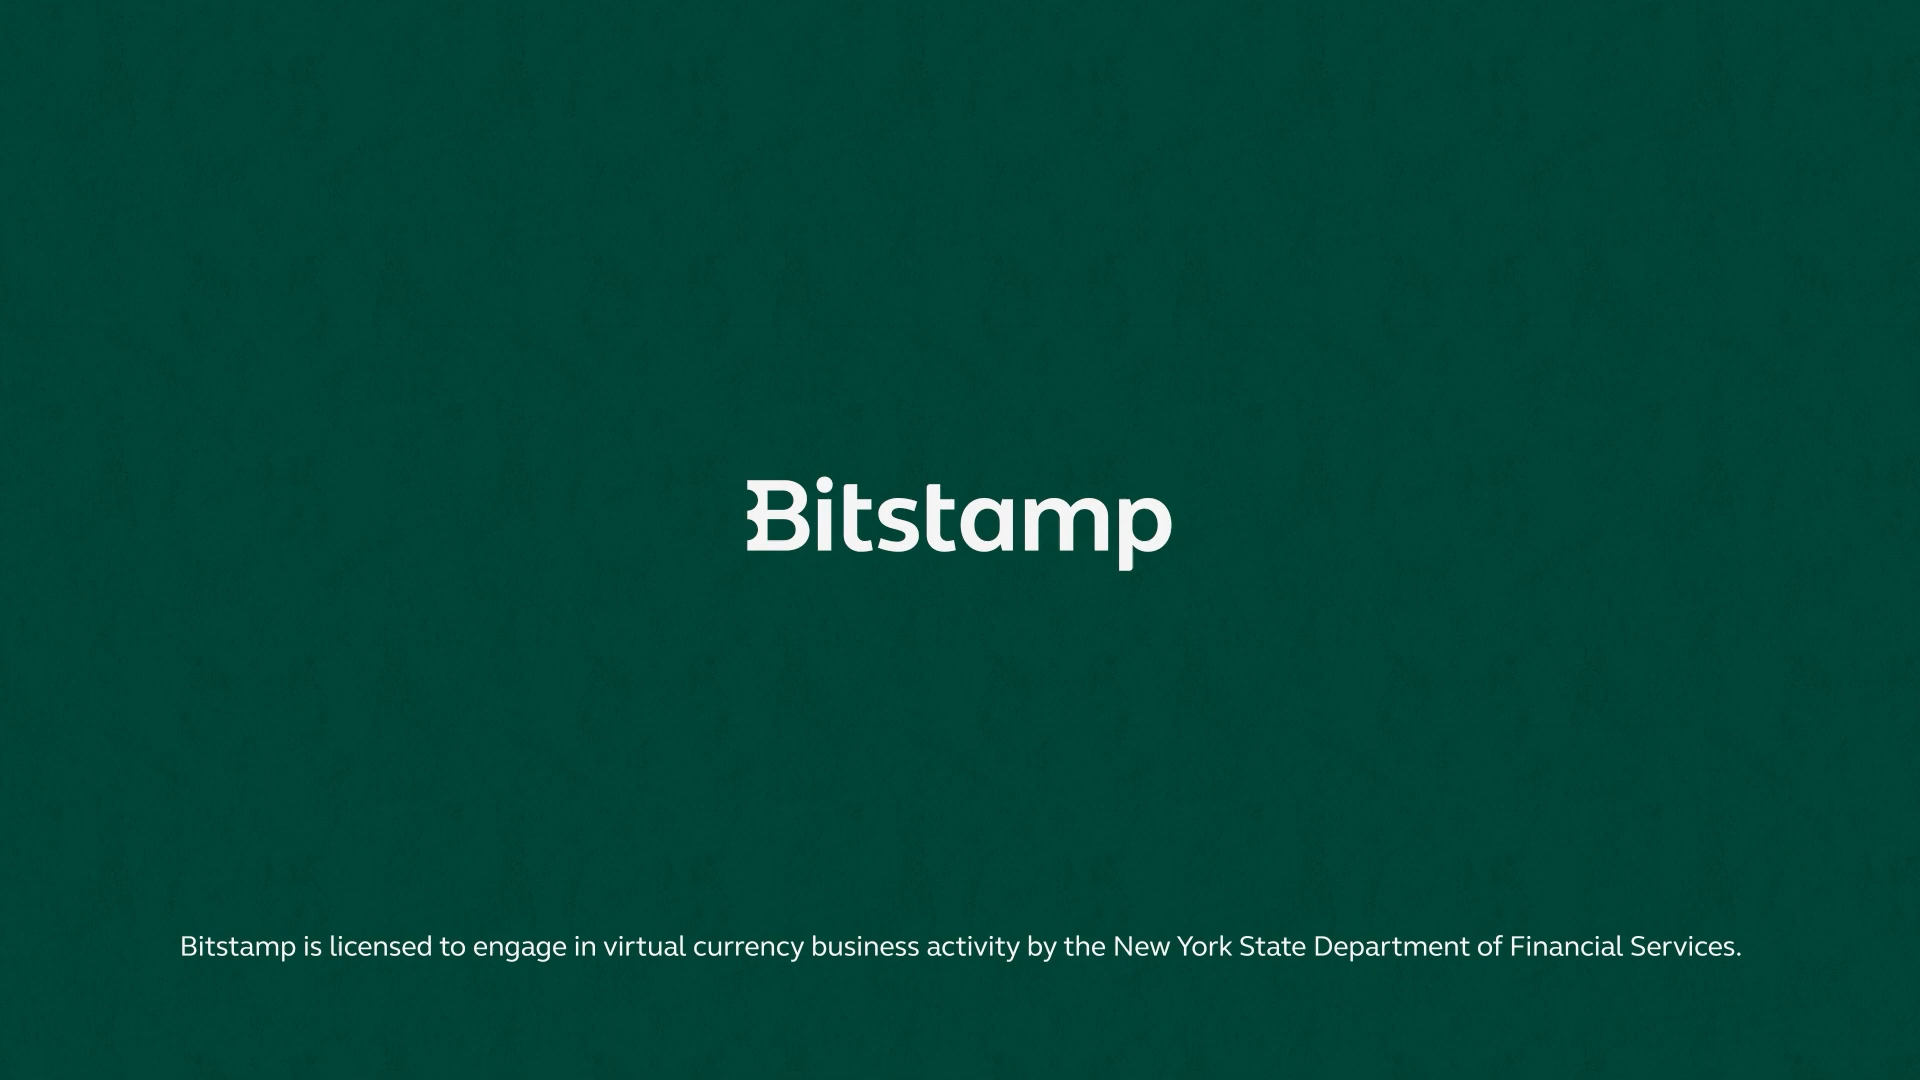 Bitstamp
Bitstamp is licensed to engage in virtual currency business activity by the New York State Department of Financial Services.